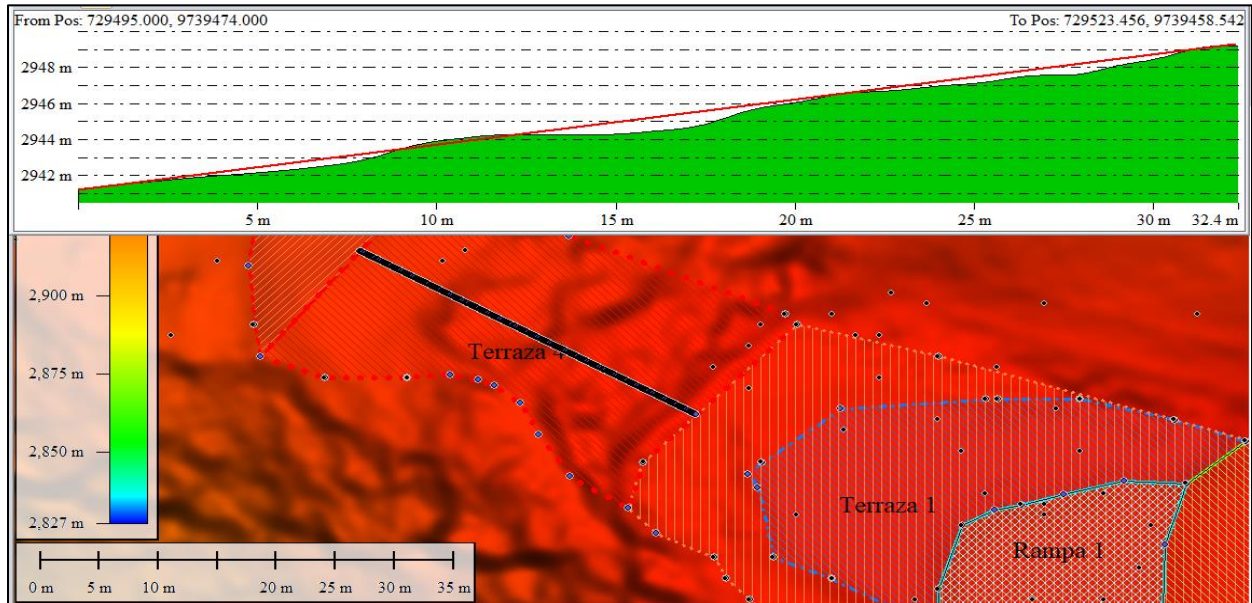 From Pos: 729495.000, 9739474.000 To Pos: 729523.456, 9739458.542
2948 m
2946 m
2944 m
2942 m
5 m 10 m 15 m 20 m 25 m 30 m 32.4 m
2,900 m
2,875 m
2,850 m
2,827 m
Terraza 4
Terraza 1
Rampa 1
0 m 5 m 10 m 15 m 20 m 25 m 30 m 35 m